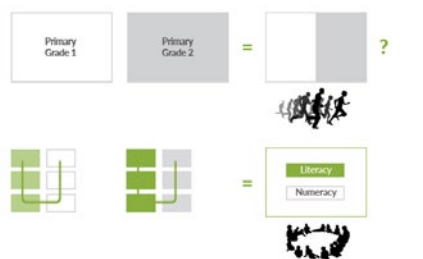 Primary
Grade 1
Primary
Grade 2
=
?
=
Literacy
Numeracy